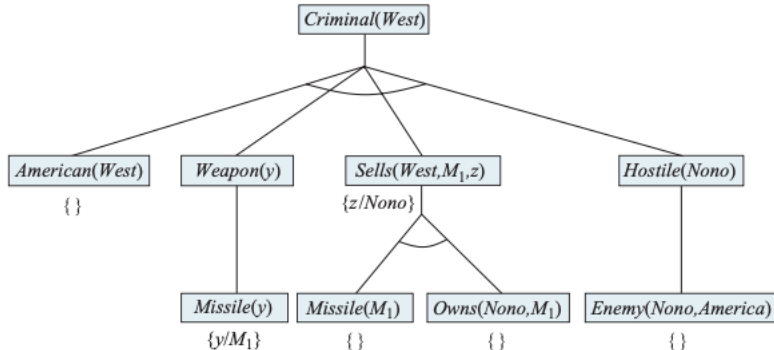 Criminal(West)
American(West) Weapon(y) Sells(West,M₁,z) Hostile(Nono)
{ } {z/Nono}
Missile(y) Missile(M₁) Owns(Nono,M₁) Enemy(Nono,America)
{y/M₁} { } { } { }